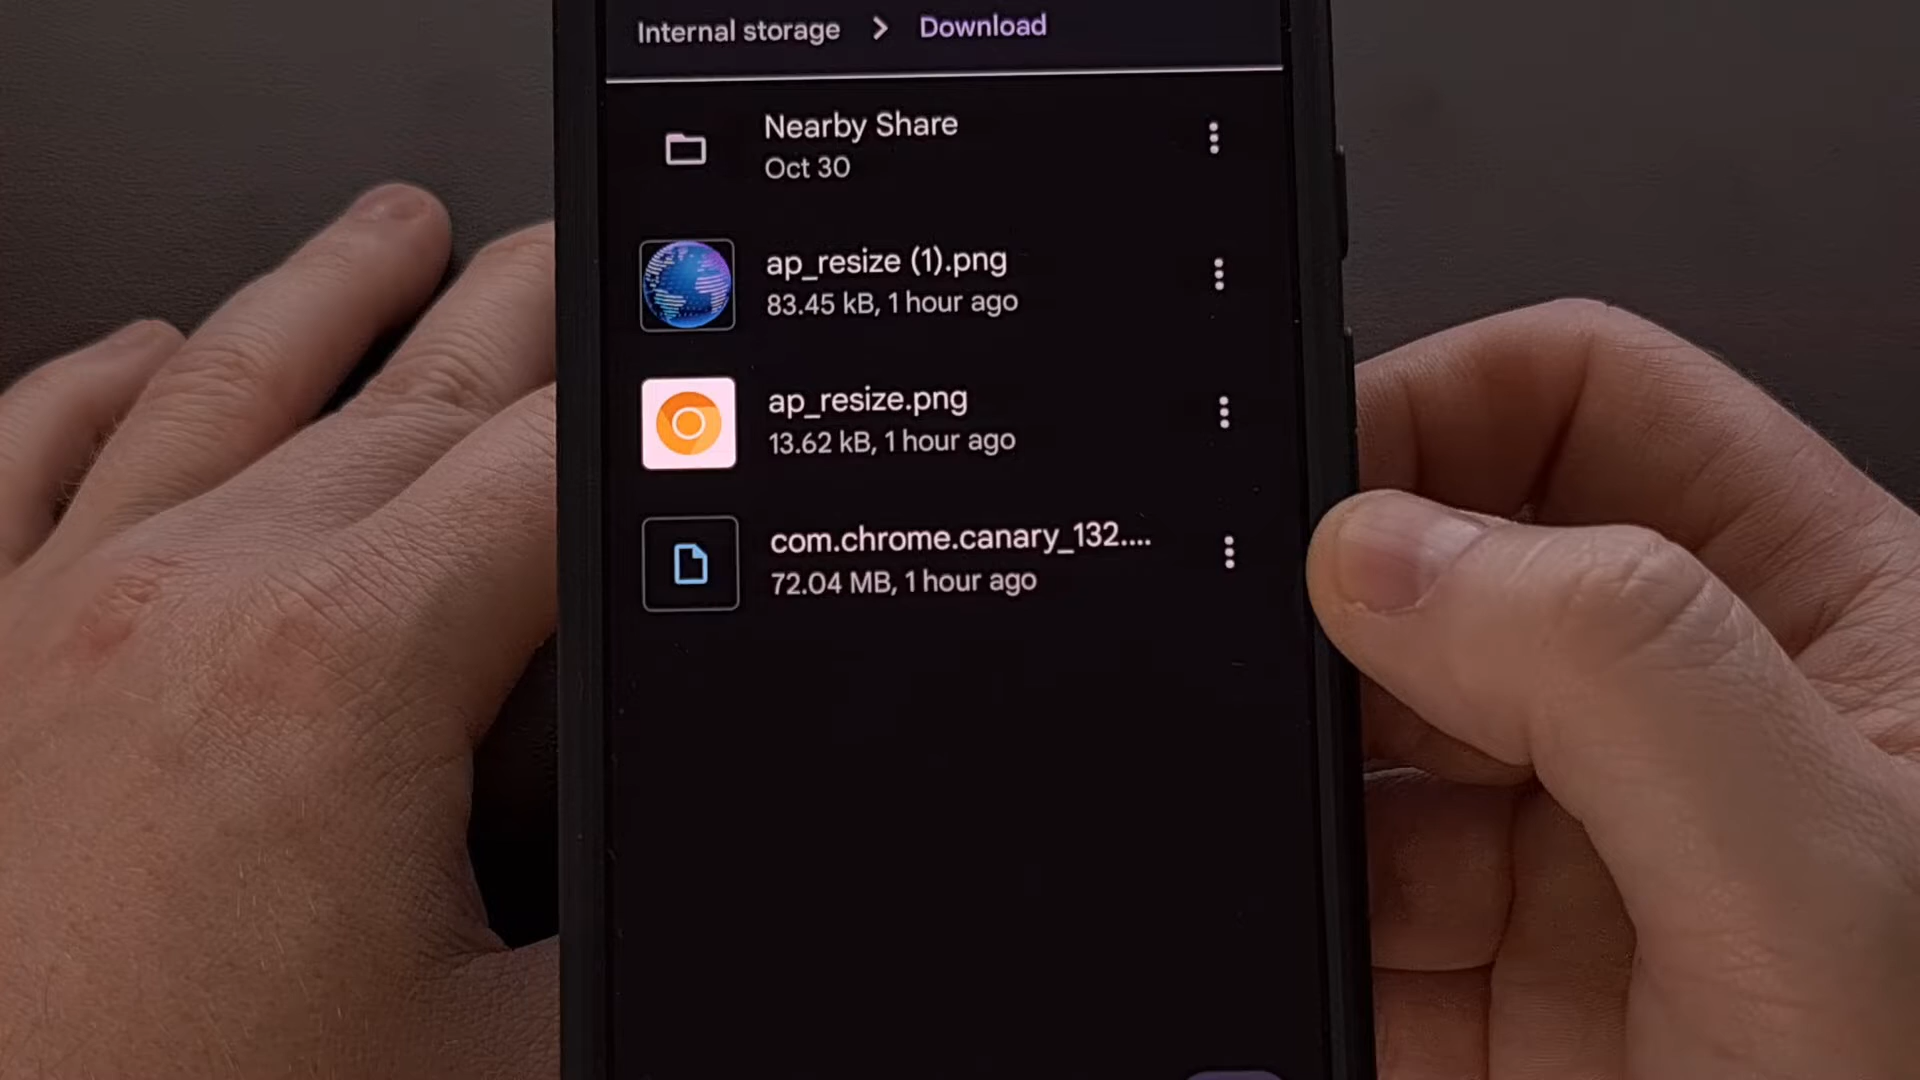 Internal storage > Download
Nearby Share
Oct 30
ap_resize (1).png
83.45 kB, 1 hour ago
ap_resize.png
13.62 kB, 1 hour ago
com.chrome.canary_132....
72.04 MB, 1 hour ago